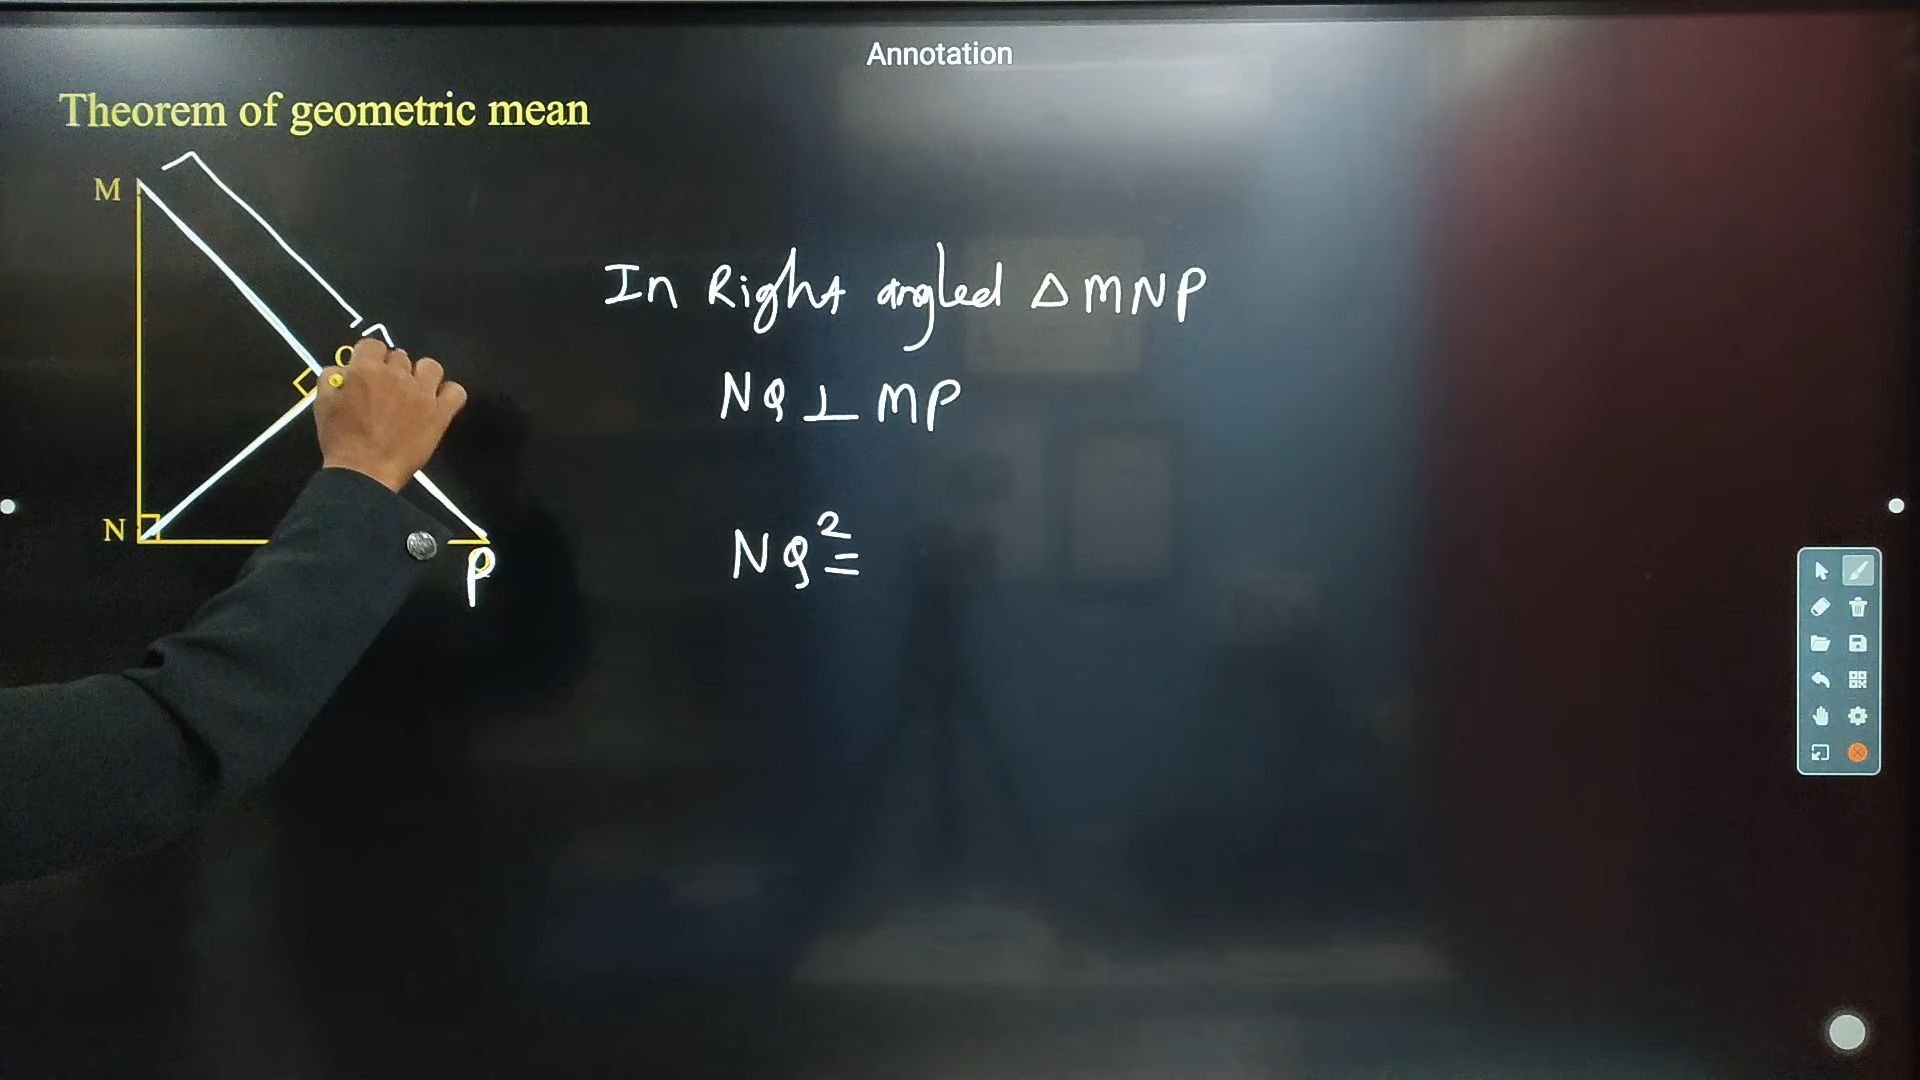 Annotation
Theorem of geometric mean
M
In Right angled △ MNP
NQ ⊥ MP
N
P
NQ² =